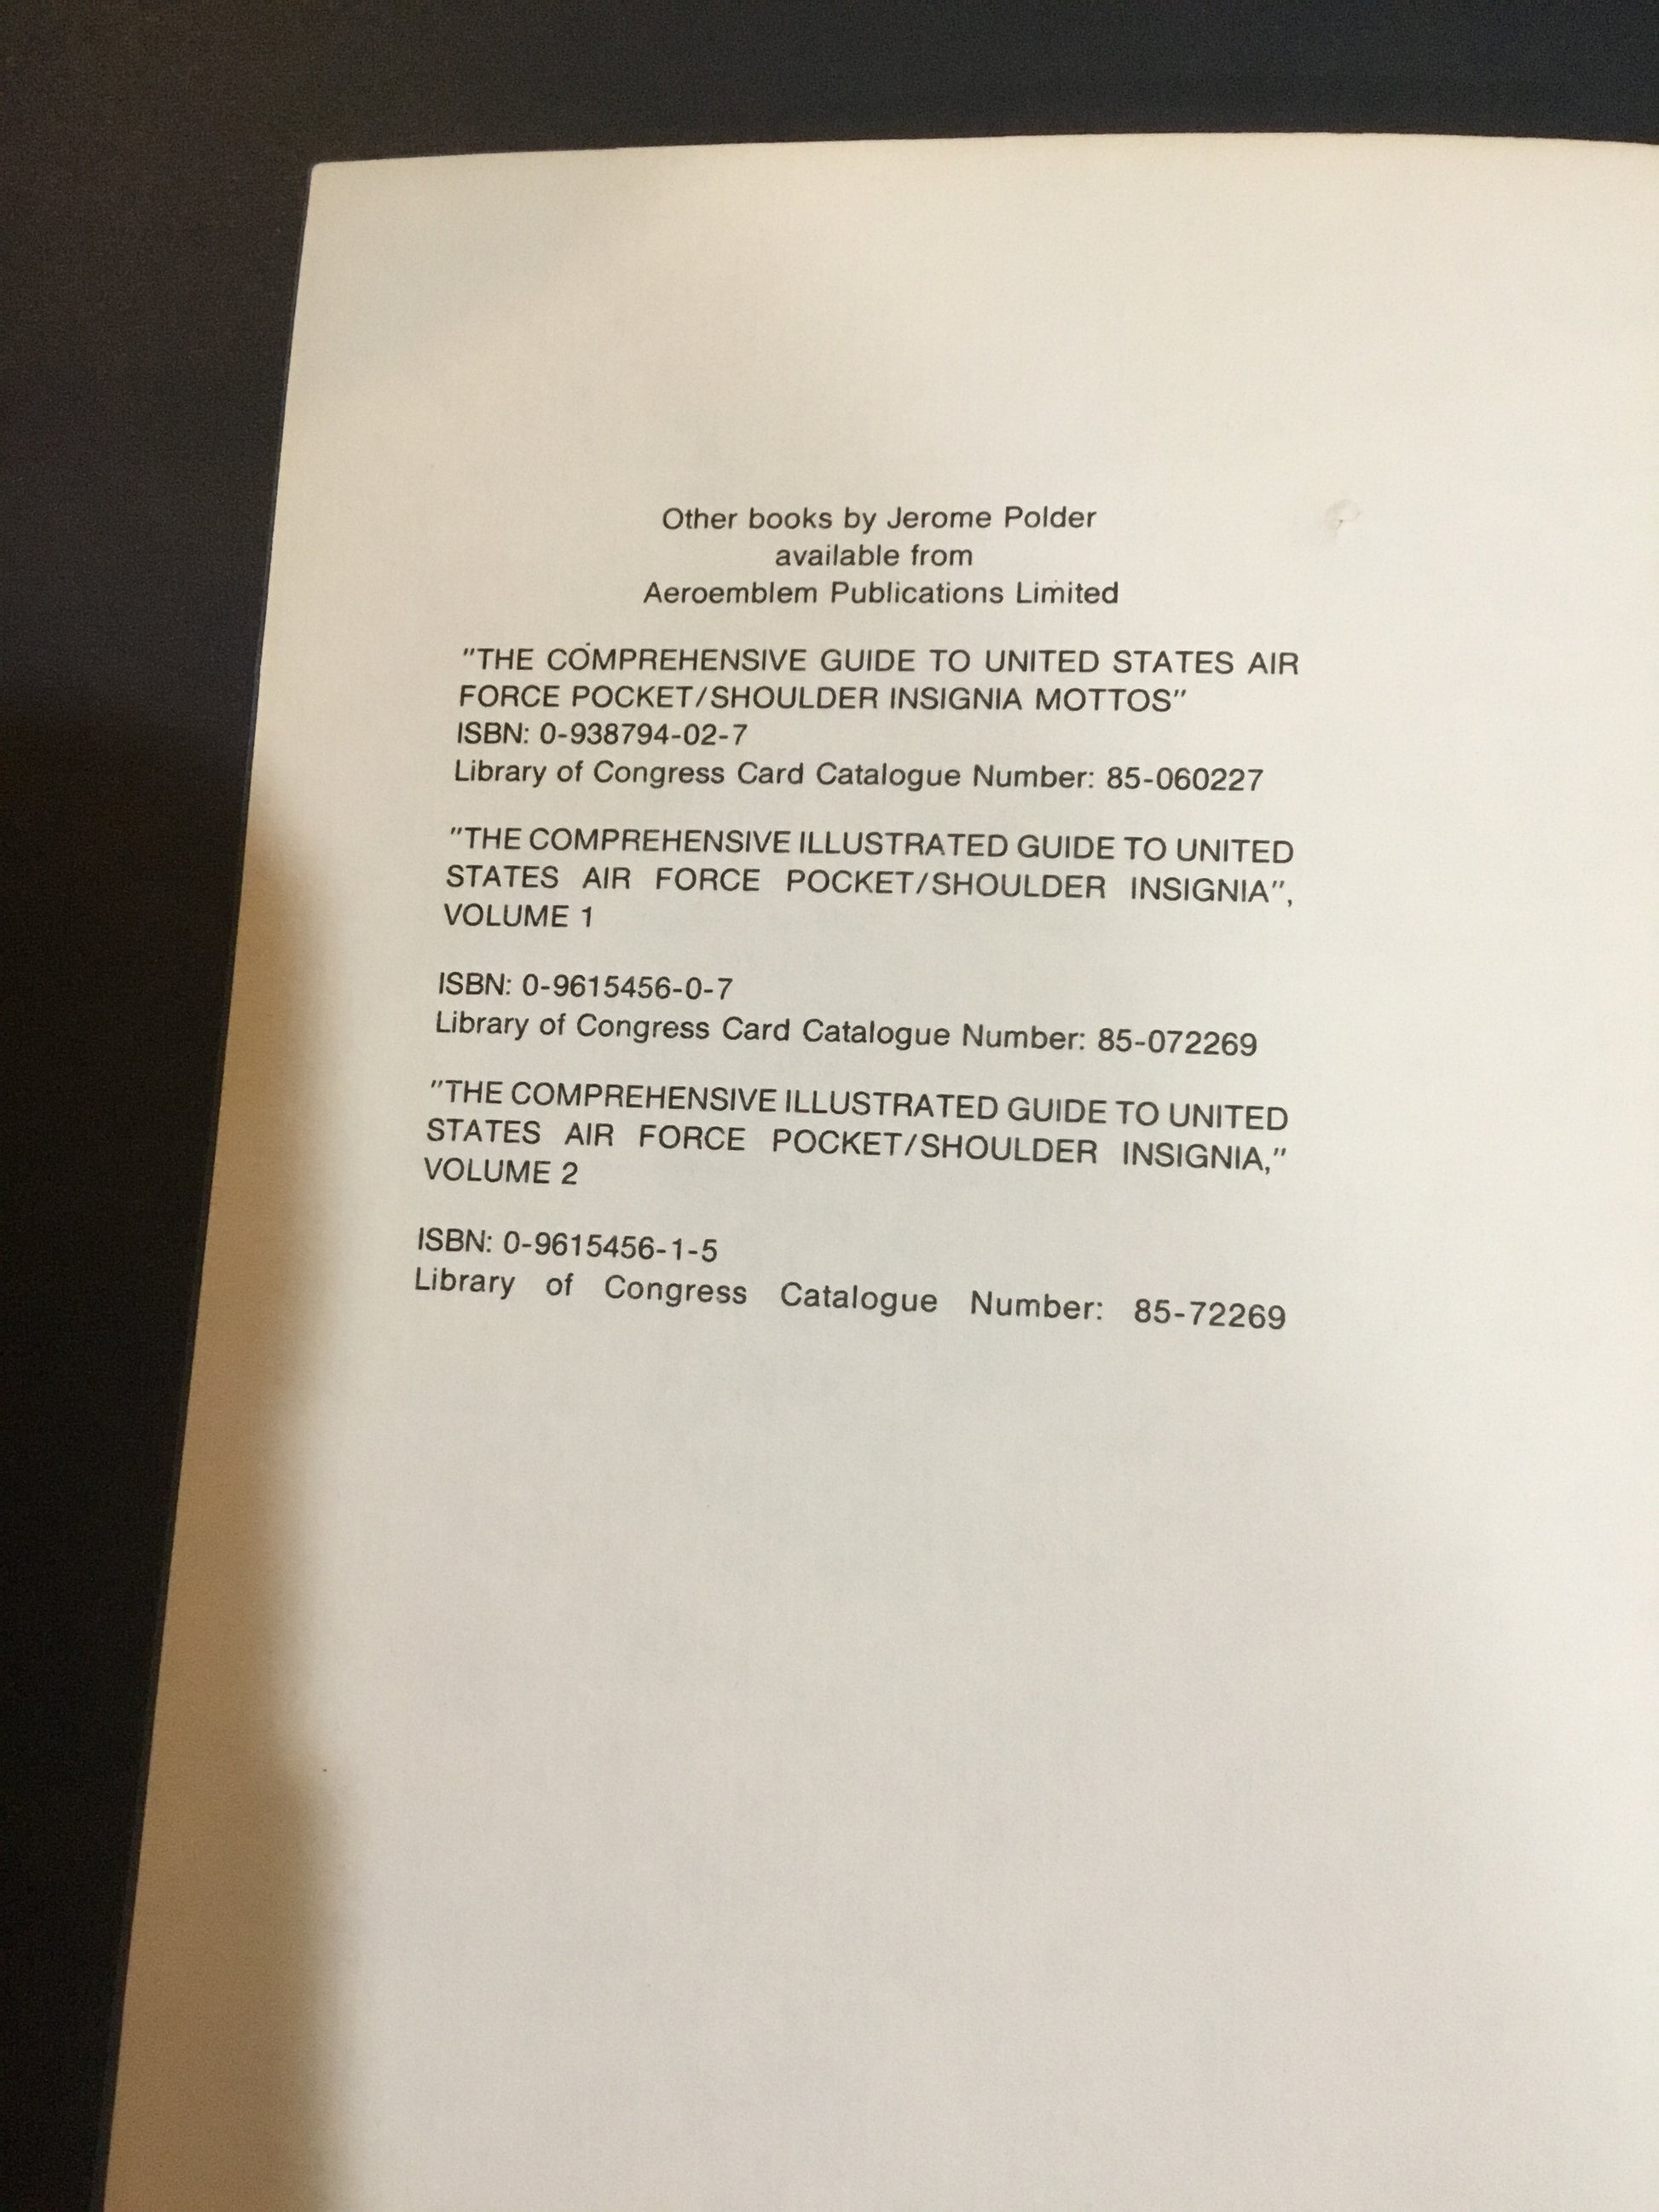 Other books by Jerome Polder
available from
Aeroemblem Publications Limited
"THE COMPREHENSIVE GUIDE TO UNITED STATES AIR
FORCE POCKET/SHOULDER INSIGNIA MOTTOS"
ISBN: 0-938794-02-7
Library of Congress Card Catalogue Number: 85-060227
"THE COMPREHENSIVE ILLUSTRATED GUIDE TO UNITED
STATES AIR FORCE POCKET/SHOULDER INSIGNIA",
VOLUME 1
ISBN: 0-9615456-0-7
Library of Congress Card Catalogue Number: 85-072269
"THE COMPREHENSIVE ILLUSTRATED GUIDE TO UNITED
STATES AIR FORCE POCKET/SHOULDER INSIGNIA,"
VOLUME 2
ISBN: 0-9615456-1-5
Library of Congress Catalogue Number: 85-72269